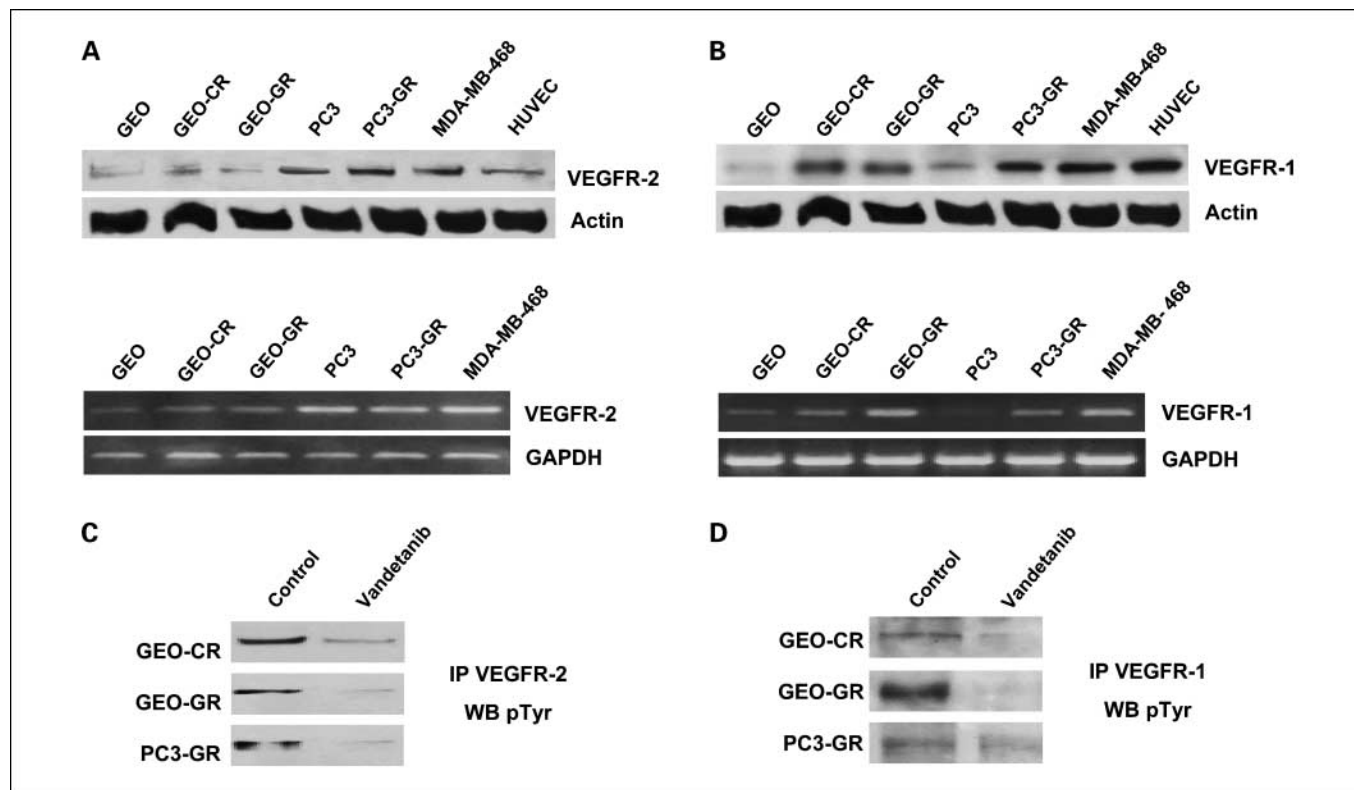 A
GEO GEO-CR GEO-GR PC3 PC3-GR MDA-MB-468 HUVEC
VEGFR-2
Actin
GEO GEO-CR GEO-GR PC3 PC3-GR MDA-MB-468
VEGFR-2
GAPDH
B
GEO GEO-CR GEO-GR PC3 PC3-GR MDA-MB-468 HUVEC
VEGFR-1
Actin
GEO GEO-CR GEO-GR PC3 PC3-GR MDA-MB- 468
VEGFR-1
GAPDH
C
Control Vandetanib
GEO-CR
GEO-GR
PC3-GR
IP VEGFR-2
WB pTyr
D
Control Vandetanib
GEO-CR
GEO-GR
PC3-GR
IP VEGFR-1
WB pTyr